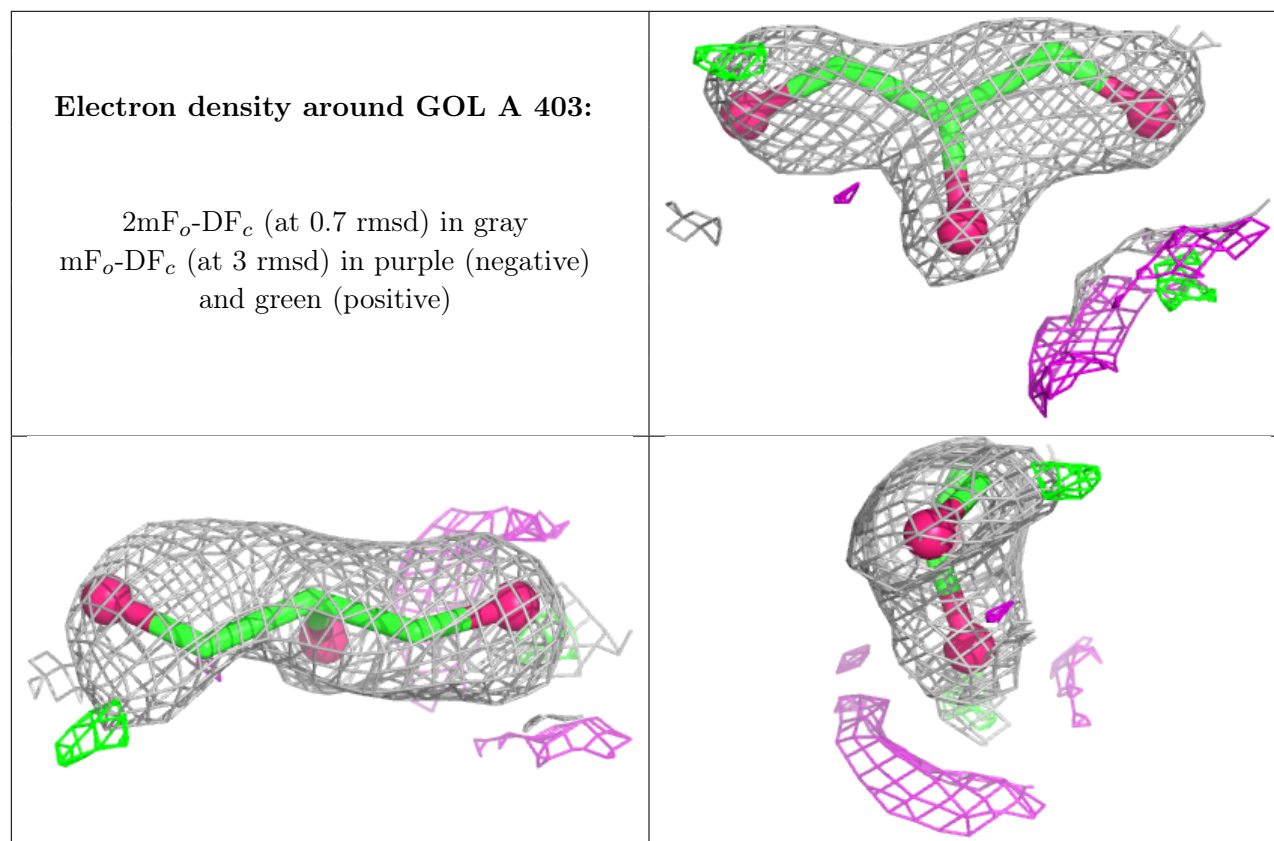 Electron density around GOL A 403:
2mFo-DFc (at 0.7 rmsd) in gray
mFo-DFc (at 3 rmsd) in purple (negative)
and green (positive)